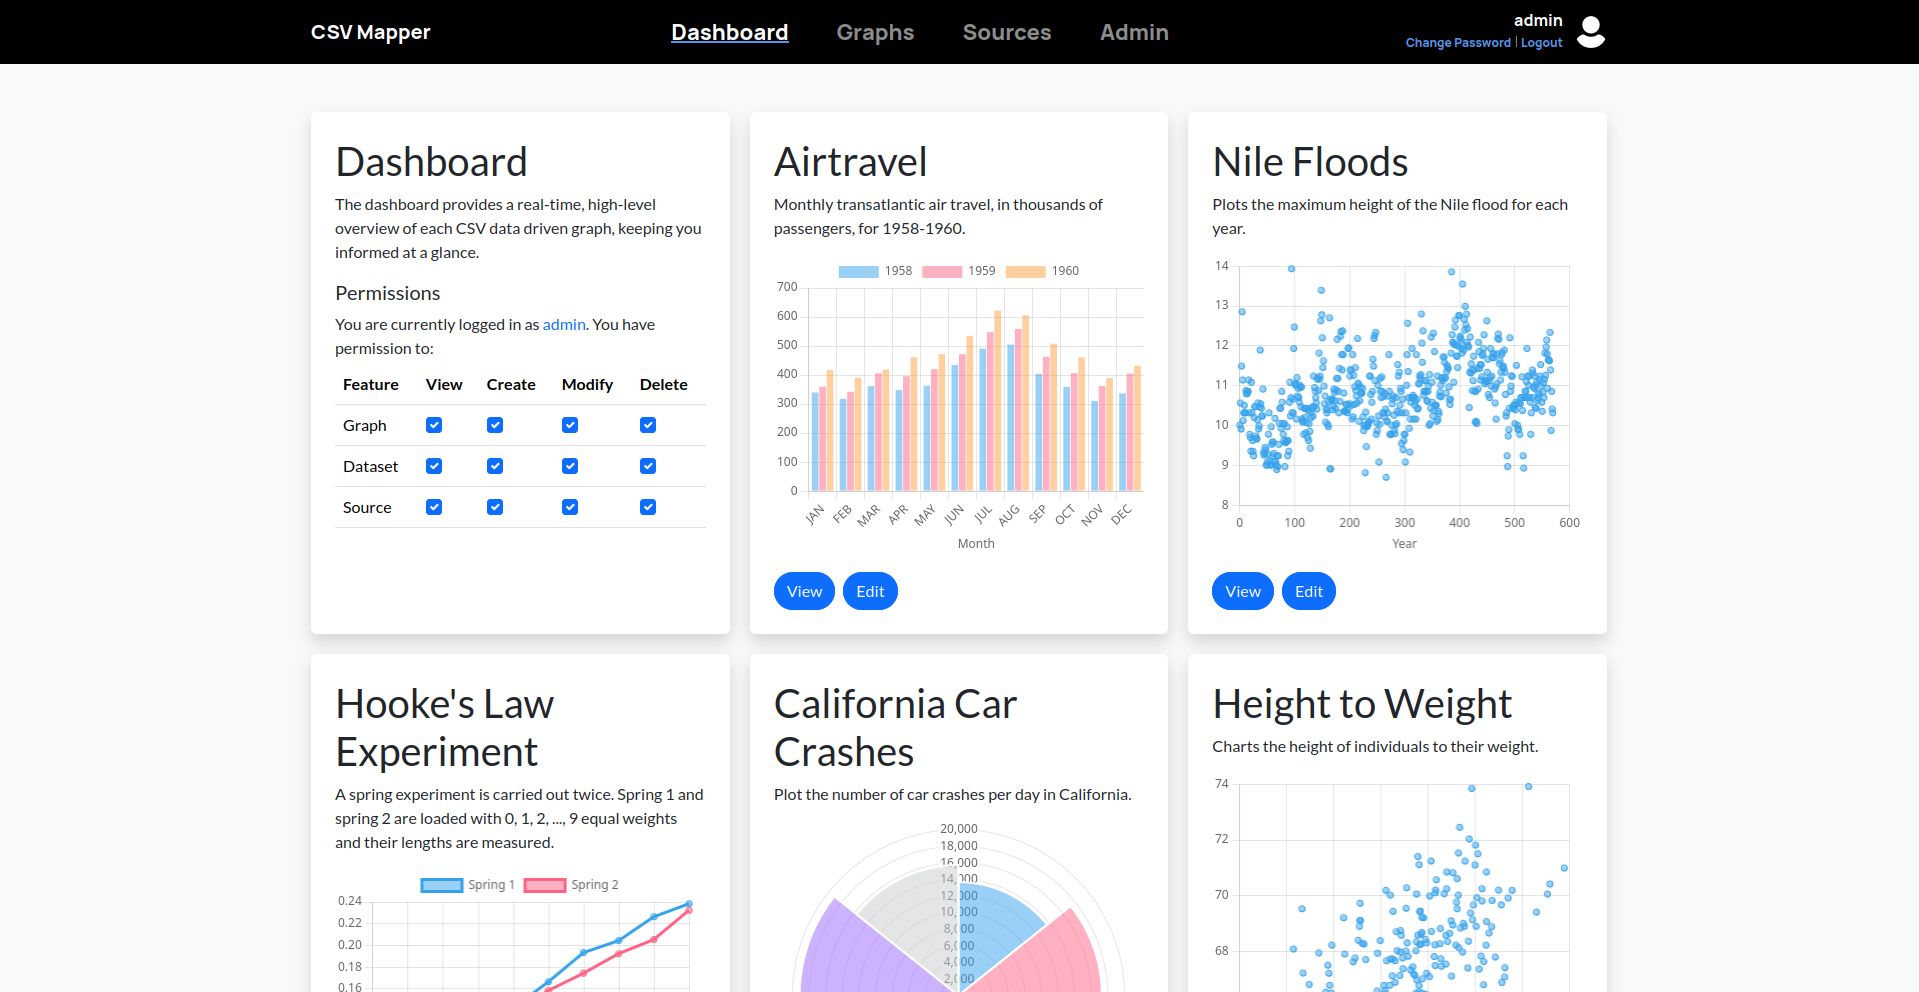 CSV Mapper
Dashboard
Graphs
Sources
Admin
admin
Change Password | Logout
Dashboard
The dashboard provides a real-time, high-level
overview of each CSV data driven graph, keeping you
informed at a glance.
Permissions
You are currently logged in as admin. You have
permission to:
Feature View Create Modify Delete
Graph
Dataset
Source
Airtravel
Monthly transatlantic air travel, in thousands of
passengers, for 1958-1960.
1958 1959 1960
700
600
500
400
300
200
100
0
JAN FEB MAR APR MAY JUN JUL AUG SEP OCT NOV DEC
Month
View Edit
Nile Floods
Plots the maximum height of the Nile flood for each
year.
14
13
12
11
10
9
8
0 100 200 300 400 500 600
Year
View Edit
Hooke's Law
Experiment
A spring experiment is carried out twice. Spring 1 and
spring 2 are loaded with 0, 1, 2, ..., 9 equal weights
and their lengths are measured.
Spring 1 Spring 2
0.24
0.22
0.20
0.18
0.16
California Car
Crashes
Plot the number of car crashes per day in California.
20,000
18,000
16,000
14,000
12,000
10,000
8,000
6,000
4,000
2,000
Height to Weight
Charts the height of individuals to their weight.
74
72
70
68